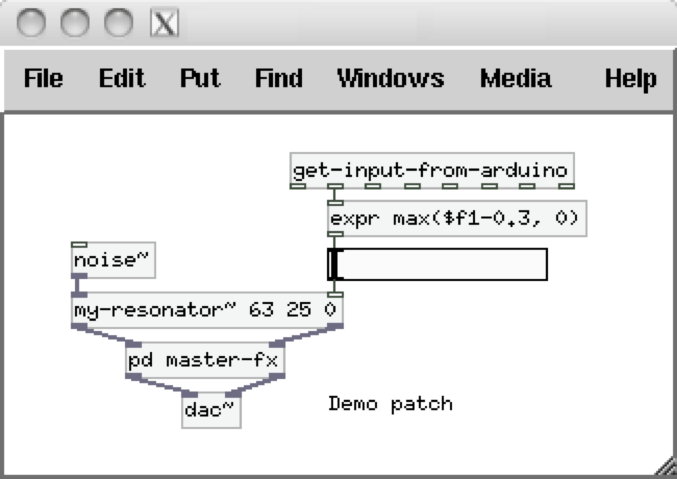 X
File Edit Put Find Windows Media Help
get-input-from-arduino
expr max($f1-0.3, 0)
noise~
my-resonator~ 63 25 0
pd master-fx
dac~
Demo patch